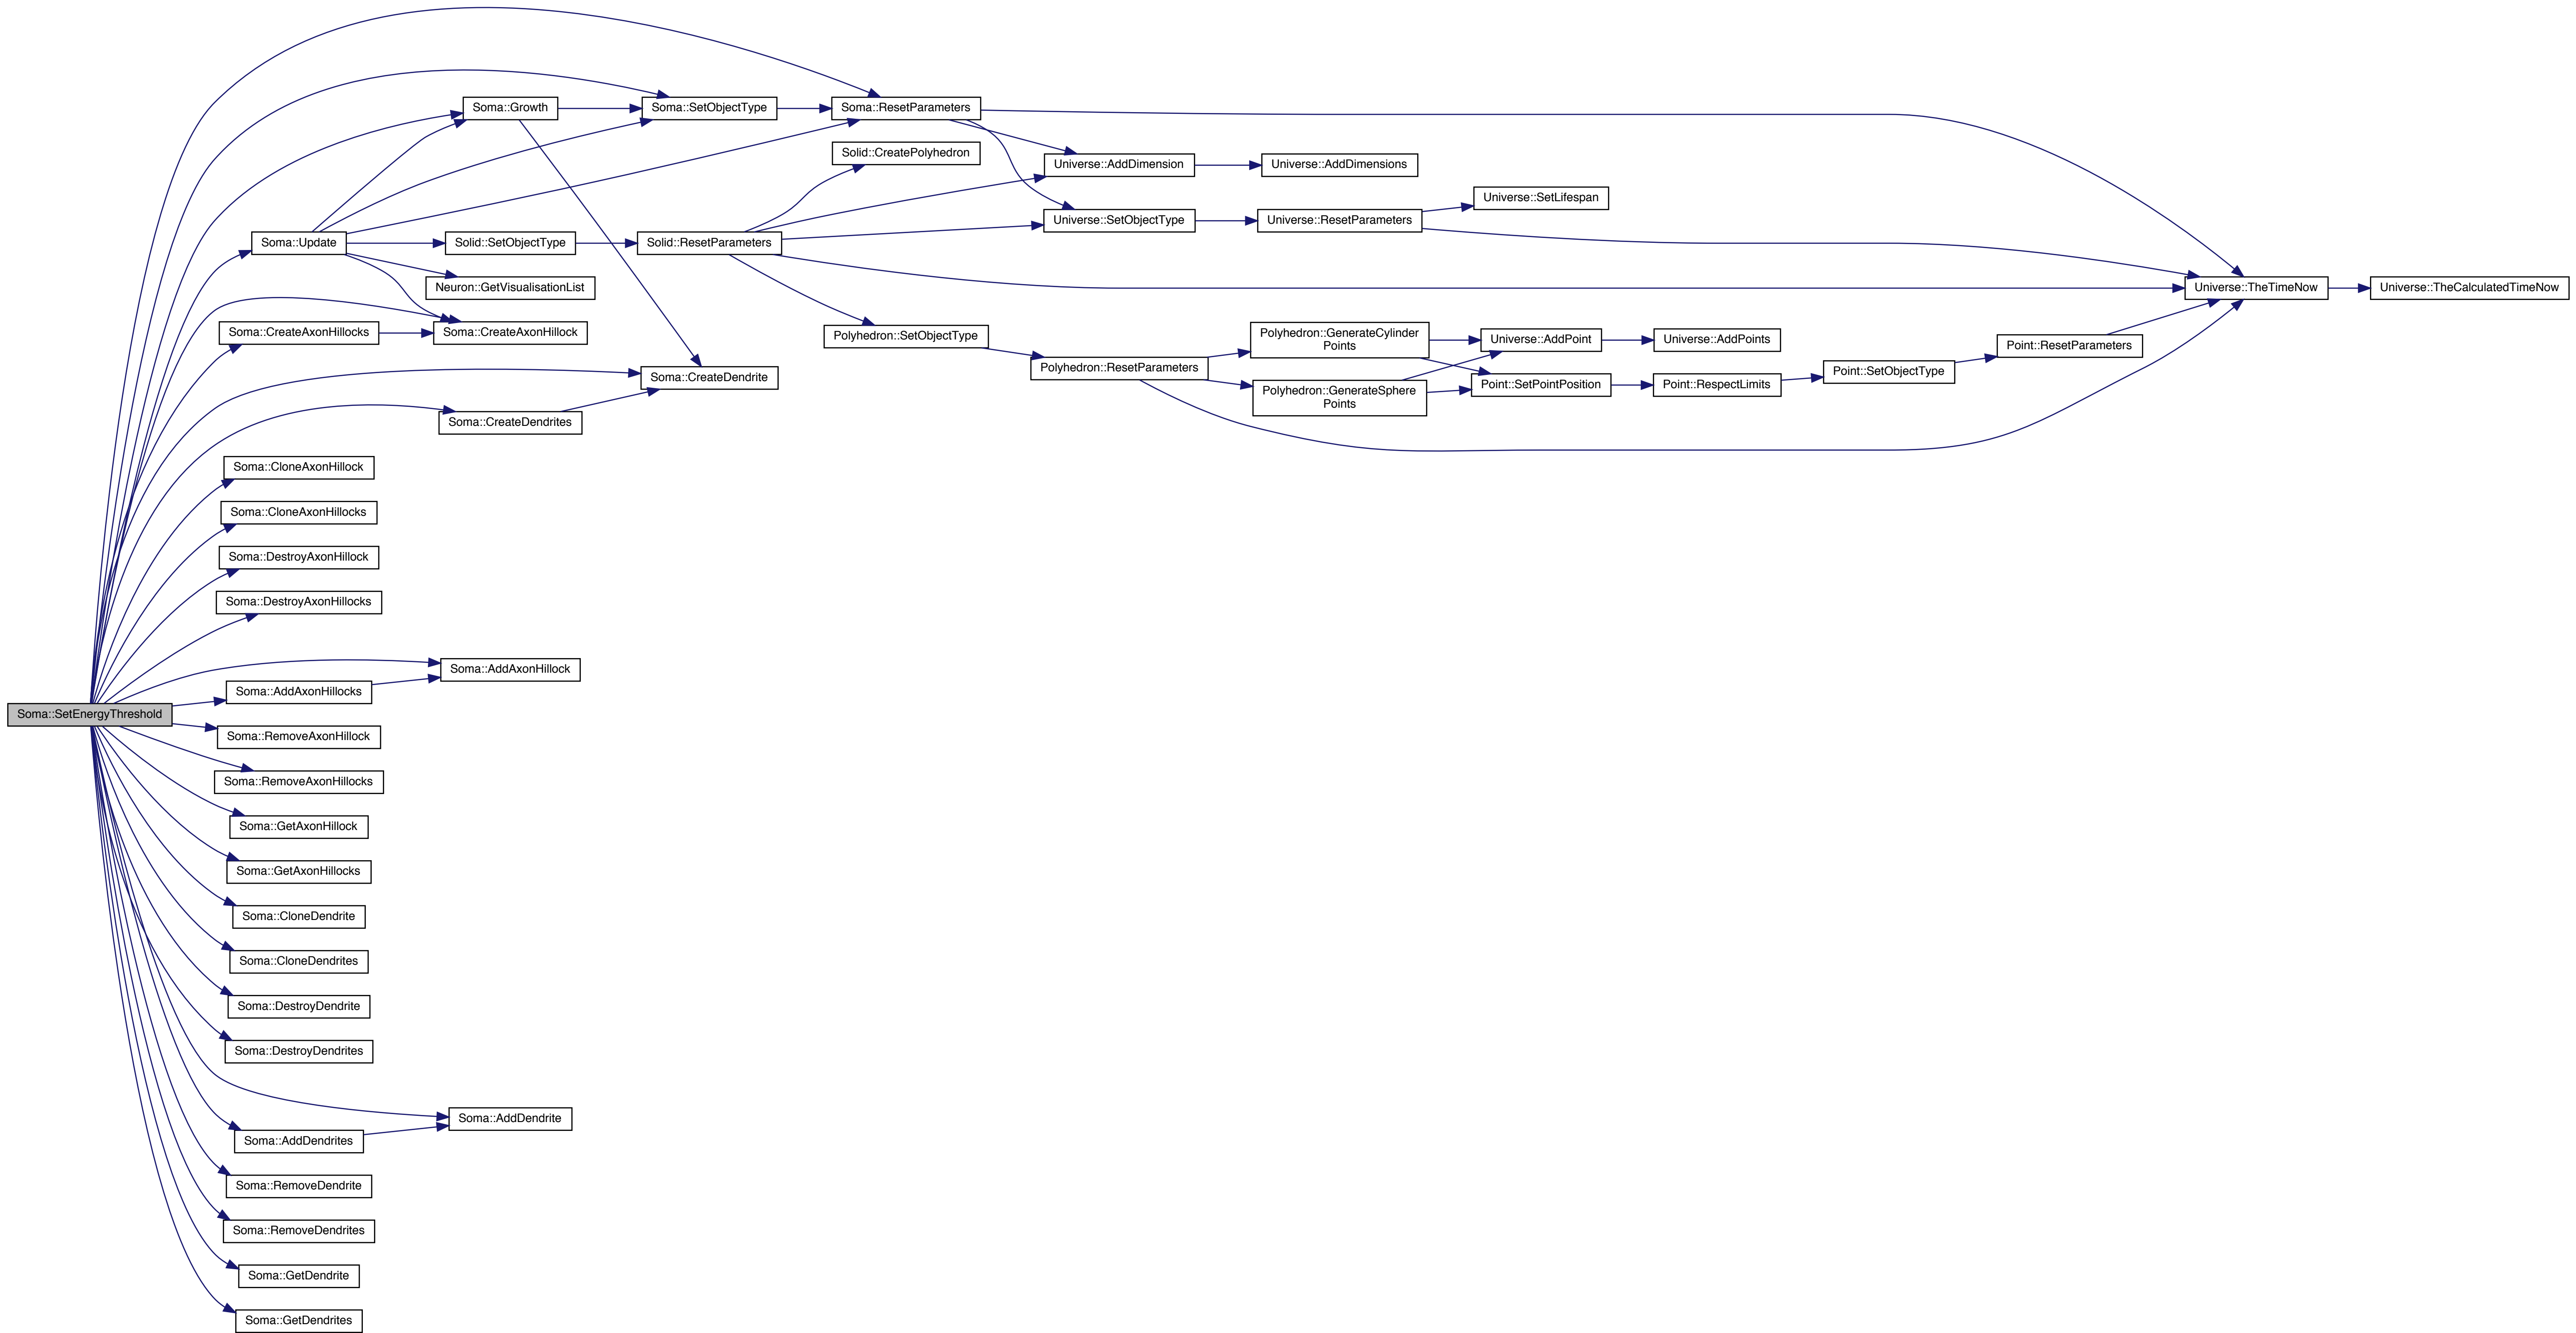 Soma::Growth
Soma::SetObjectType
Soma::ResetParameters
Solid::CreatePolyhedron
Universe::AddDimension
Universe::AddDimensions
Universe::SetLifespan
Universe::SetObjectType
Universe::ResetParameters
Soma::Update
Solid::SetObjectType
Solid::ResetParameters
Neuron::GetVisualisationList
Universe::TheTimeNow
Universe::TheCalculatedTimeNow
Soma::CreateAxonHillocks
Soma::CreateAxonHillock
Polyhedron::SetObjectType
Polyhedron::GenerateCylinder
Points
Universe::AddPoint
Universe::AddPoints
Point::ResetParameters
Polyhedron::ResetParameters
Point::SetObjectType
Soma::CreateDendrite
Polyhedron::GenerateSphere
Points
Point::SetPointPosition
Point::RespectLimits
Soma::CreateDendrites
Soma::CloneAxonHillock
Soma::CloneAxonHillocks
Soma::DestroyAxonHillock
Soma::DestroyAxonHillocks
Soma::AddAxonHillock
Soma::AddAxonHillocks
Soma::SetEnergyThreshold
Soma::RemoveAxonHillock
Soma::RemoveAxonHillocks
Soma::GetAxonHillock
Soma::GetAxonHillocks
Soma::CloneDendrite
Soma::CloneDendrites
Soma::DestroyDendrite
Soma::DestroyDendrites
Soma::AddDendrite
Soma::AddDendrites
Soma::RemoveDendrite
Soma::RemoveDendrites
Soma::GetDendrite
Soma::GetDendrites